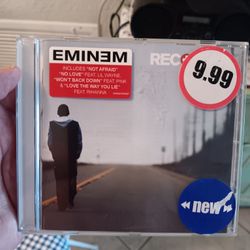 EMINEM
INCLUDES "NOT AFRAID"
"NO LOVE" FEAT. LIL WAYNE,
"WON'T BACK DOWN" FEAT. P!NK
& "LOVE THE WAY YOU LIE"
FEAT. RIHANNA
9.99
new